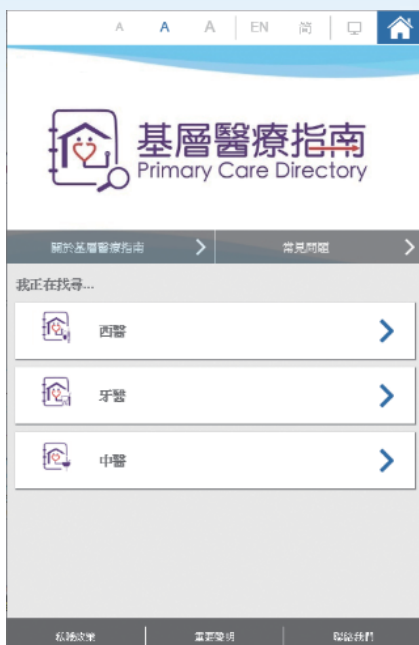 A A A EN 简
基層醫療指南
Primary Care Directory
關於基層醫療指南 常見問題
我正在找尋...
西醫
牙醫
中醫
私隱政策 重要聲明 聯絡我們